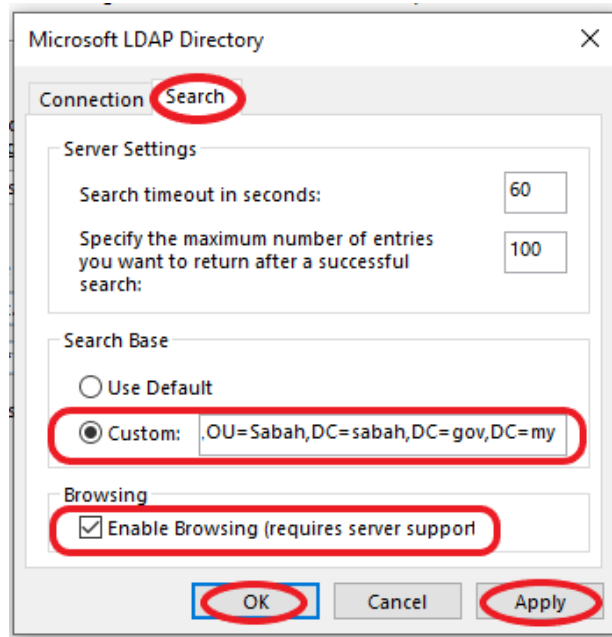 Microsoft LDAP Directory
Connection Search
Server Settings
Search timeout in seconds: 60
Specify the maximum number of entries 100
you want to return after a successful
search:
Search Base
Use Default
Custom: ,OU=Sabah,DC=sabah,DC=gov,DC=my
Browsing
Enable Browsing (requires server support
OK Cancel Apply